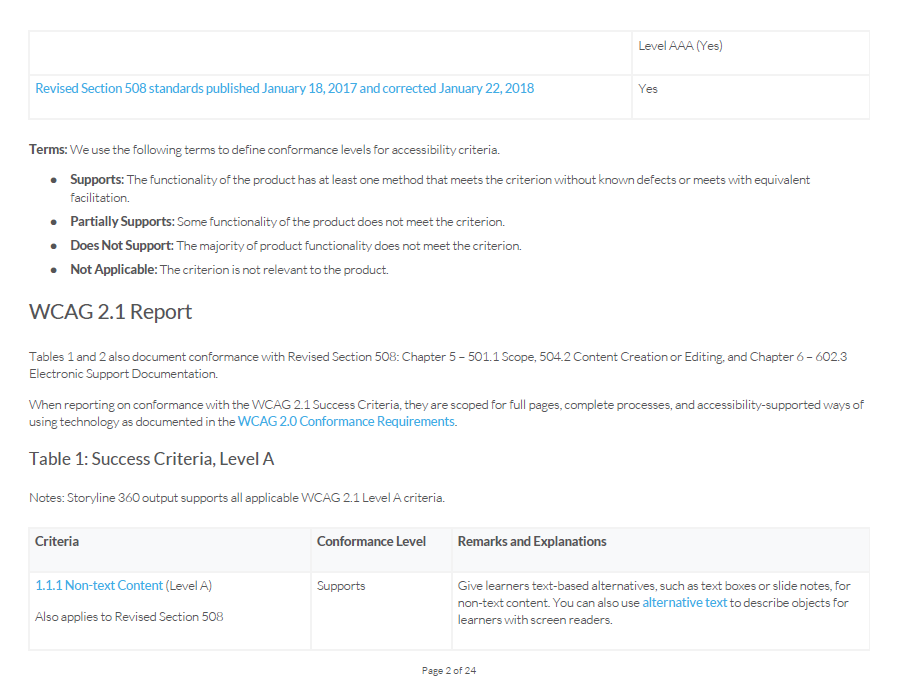 Level AAA (Yes)
Revised Section 508 standards published January 18, 2017 and corrected January 22, 2018
Yes
Terms: We use the following terms to define conformance levels for accessibility criteria.
● Supports: The functionality of the product has at least one method that meets the criterion without known defects or meets with equivalent
facilitation.
● Partially Supports: Some functionality of the product does not meet the criterion.
● Does Not Support: The majority of product functionality does not meet the criterion.
● Not Applicable: The criterion is not relevant to the product.
WCAG 2.1 Report
Tables 1 and 2 also document conformance with Revised Section 508: Chapter 5 – 501.1 Scope, 504.2 Content Creation or Editing, and Chapter 6 – 602.3
Electronic Support Documentation.
When reporting on conformance with the WCAG 2.1 Success Criteria, they are scoped for full pages, complete processes, and accessibility-supported ways of
using technology as documented in the WCAG 2.0 Conformance Requirements.
Table 1: Success Criteria, Level A
Notes: Storyline 360 output supports all applicable WCAG 2.1 Level A criteria.
Criteria
Conformance Level
Remarks and Explanations
1.1.1 Non-text Content (Level A)
Also applies to Revised Section 508
Supports
Give learners text-based alternatives, such as text boxes or slide notes, for
non-text content. You can also use alternative text to describe objects for
learners with screen readers.
Page 2 of 24